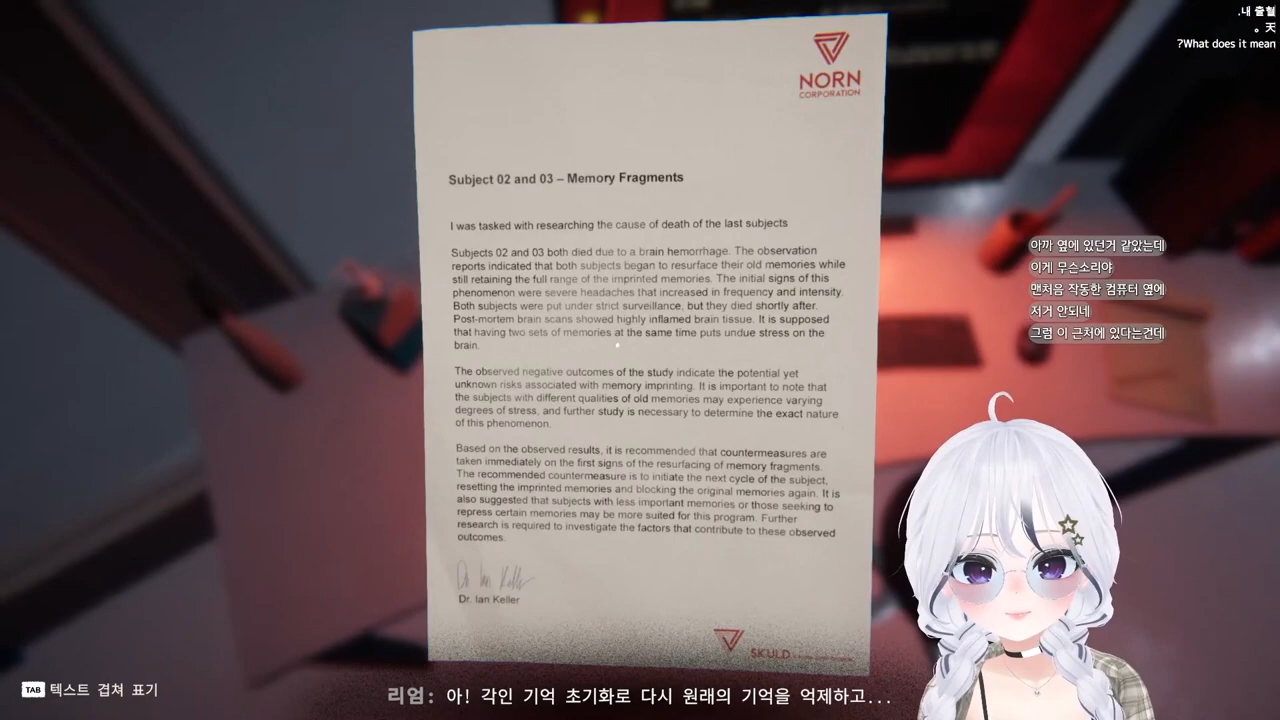 .내 출혈
。天
?What does it mean
NORN
CORPORATION
Subject 02 and 03 – Memory Fragments
I was tasked with researching the cause of death of the last subjects
Subjects 02 and 03 both died due to a brain hemorrhage. The observation
reports indicated that both subjects began to resurface their old memories while
still retaining the full range of the imprinted memories. The initial signs of this
phenomenon were severe headaches that increased in frequency and intensity.
Both subjects were put under strict surveillance, but they died shortly after.
Post-mortem brain scans showed highly inflamed brain tissue. It is supposed
that having two sets of memories at the same time puts undue stress on the
brain.
The observed negative outcomes of the study indicate the potential yet
unknown risks associated with memory imprinting. It is important to note that
the subjects with different qualities of old memories may experience varying
degrees of stress, and further study is necessary to determine the exact nature
of this phenomenon.
Based on the observed results, it is recommended that countermeasures are
taken immediately on the first signs of the resurfacing of memory fragments.
The recommended countermeasure is to initiate the next cycle of the subject,
resetting the imprinted memories and blocking the original memories again. It is
also suggested that subjects with less important memories or those seeking to
repress certain memories may be more suited for this program. Further
research is required to investigate the factors that contribute to these observed
outcomes.
Dr Ian Keller
Dr. Ian Keller
SKULD
아까 옆에 있던거 같았는데
이게 무슨소리야
맨처음 작동한 컴퓨터 옆에
저거 안되네
그럼 이 근처에 있다는건데
TAB 텍스트 겹쳐 표기
리엄: 아! 각인 기억 초기화로 다시 원래의 기억을 억제하고...